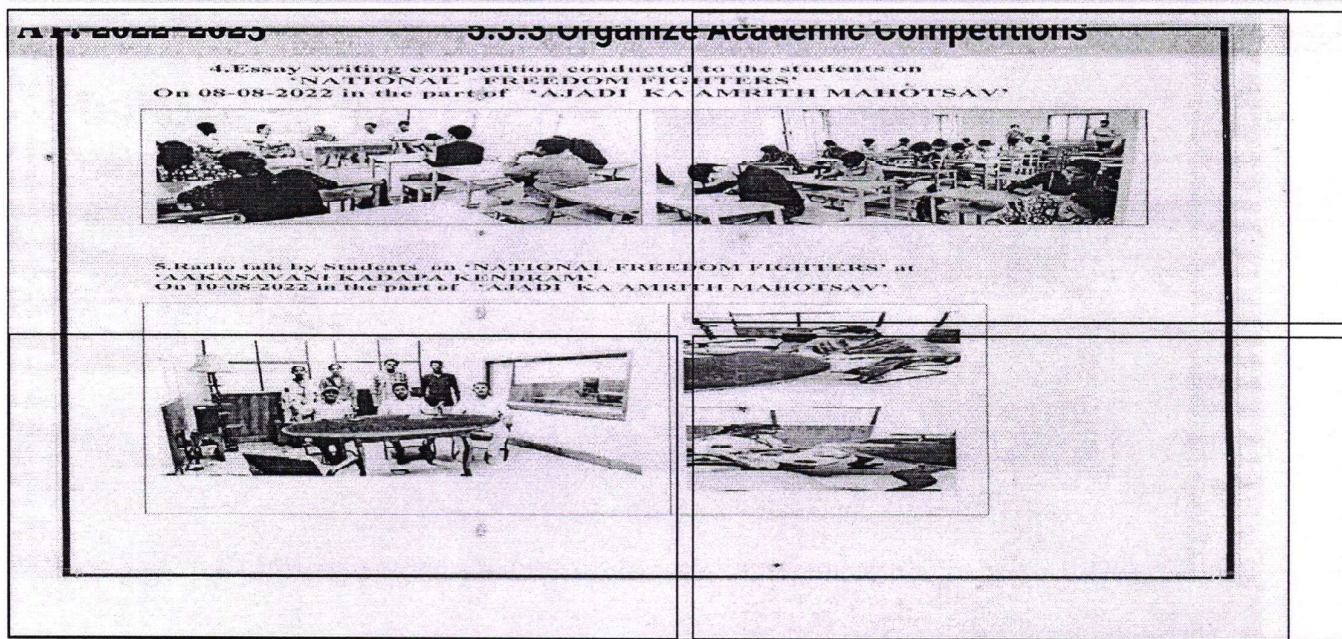 AY: 2022-2023 5.3.3 Organize Academic Competitions
4.Essay writing competition conducted to the students on
'NATIONAL FREEDOM FIGHTERS'
On 08-08-2022 in the part of 'AJADI KA AMRITH MAHOTSAV'
5.Radio talk by Students on 'NATIONAL FREEDOM FIGHTERS' at
'AAKASAVANI KADAPA KENDRAM'
On 10-08-2022 in the part of 'AJADI KA AMRITH MAHOTSAV'